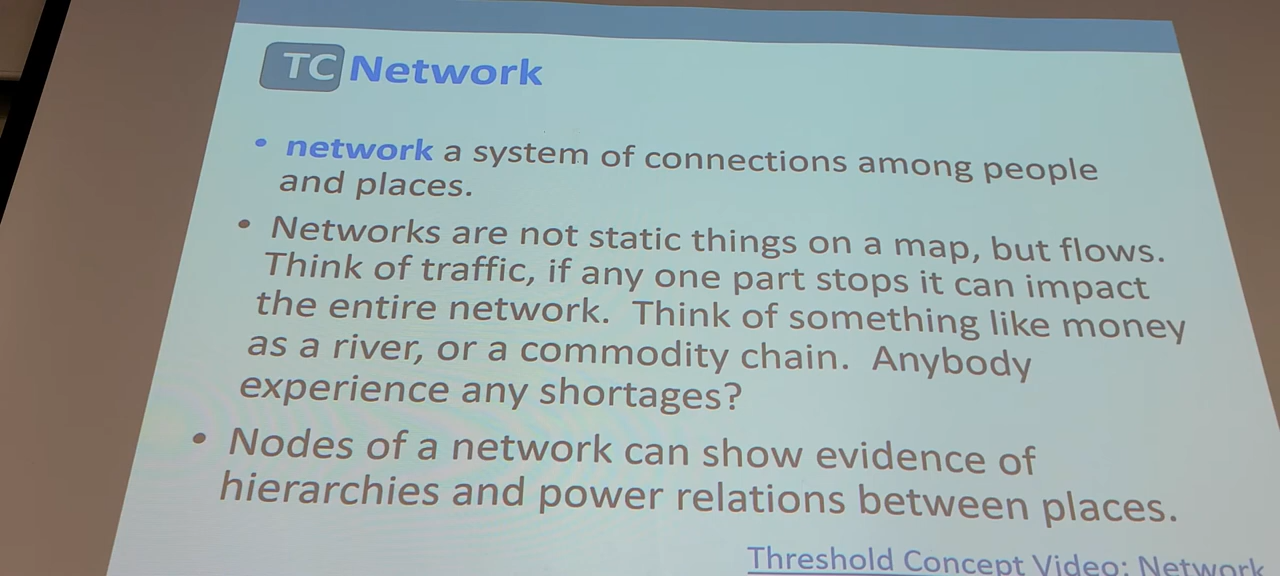 TC Network
• network a system of connections among people
and places.
• Networks are not static things on a map, but flows.
Think of traffic, if any one part stops it can impact
the entire network.  Think of something like money
as a river, or a commodity chain.  Anybody
experience any shortages?
• Nodes of a network can show evidence of
hierarchies and power relations between places.
Threshold Concept Video: Network